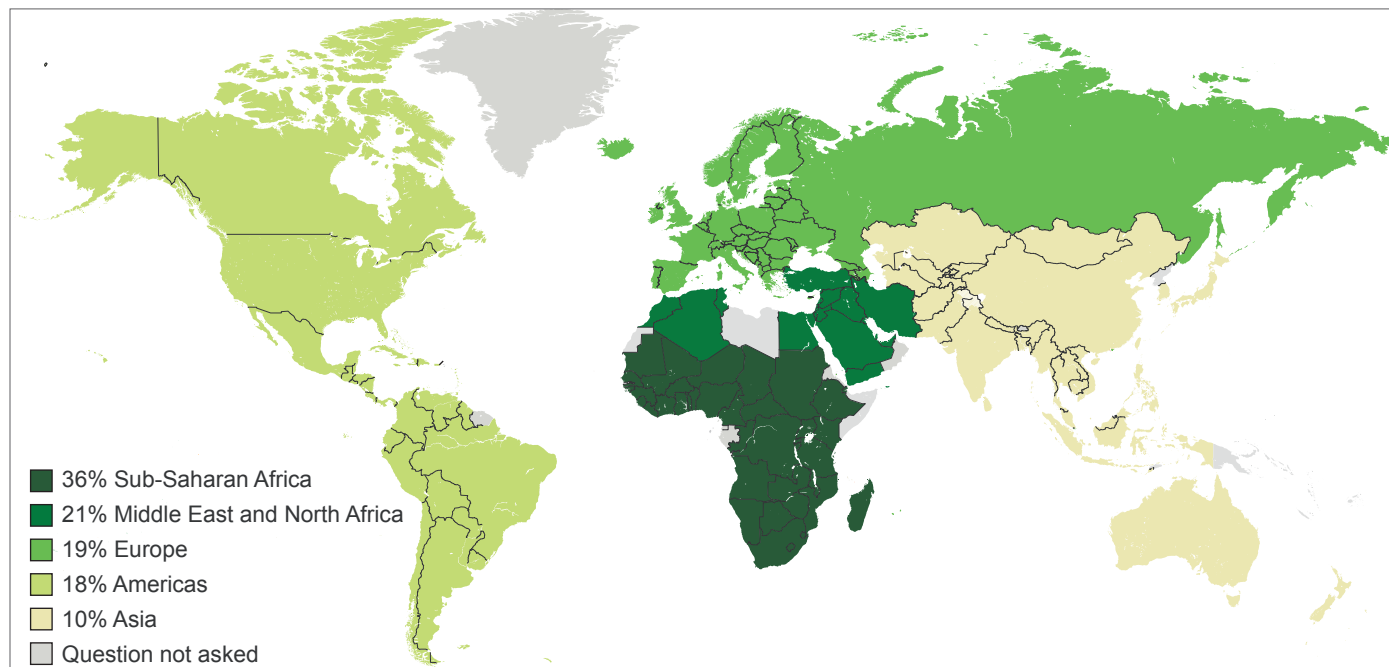 36% Sub-Saharan Africa
21% Middle East and North Africa
19% Europe
18% Americas
10% Asia
Question not asked